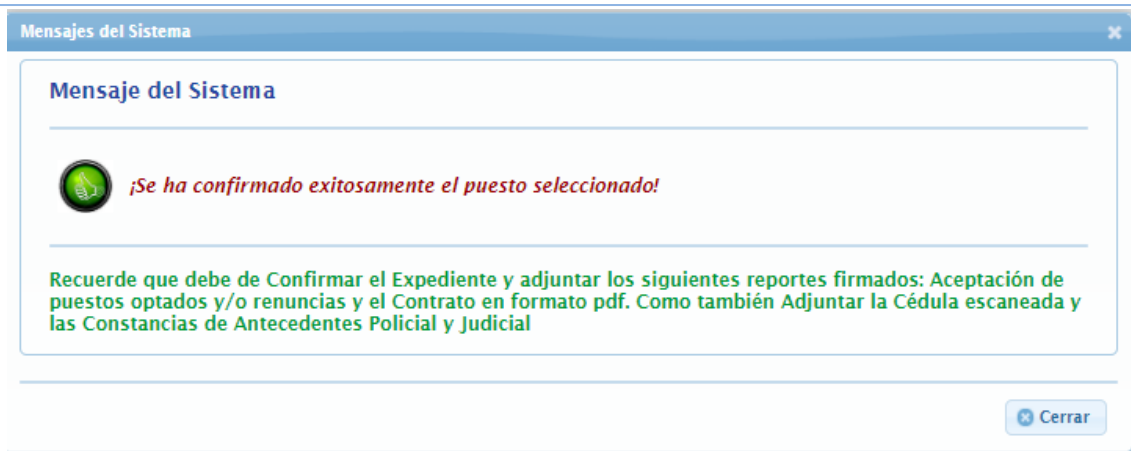 Mensajes del Sistema
Mensaje del Sistema
¡Se ha confirmado exitosamente el puesto seleccionado!
Recuerde que debe de Confirmar el Expediente y adjuntar los siguientes reportes firmados: Aceptación de
puestos optados y/o renuncias y el Contrato en formato pdf. Como también Adjuntar la Cédula escaneada y
las Constancias de Antecedentes Policial y Judicial
Cerrar